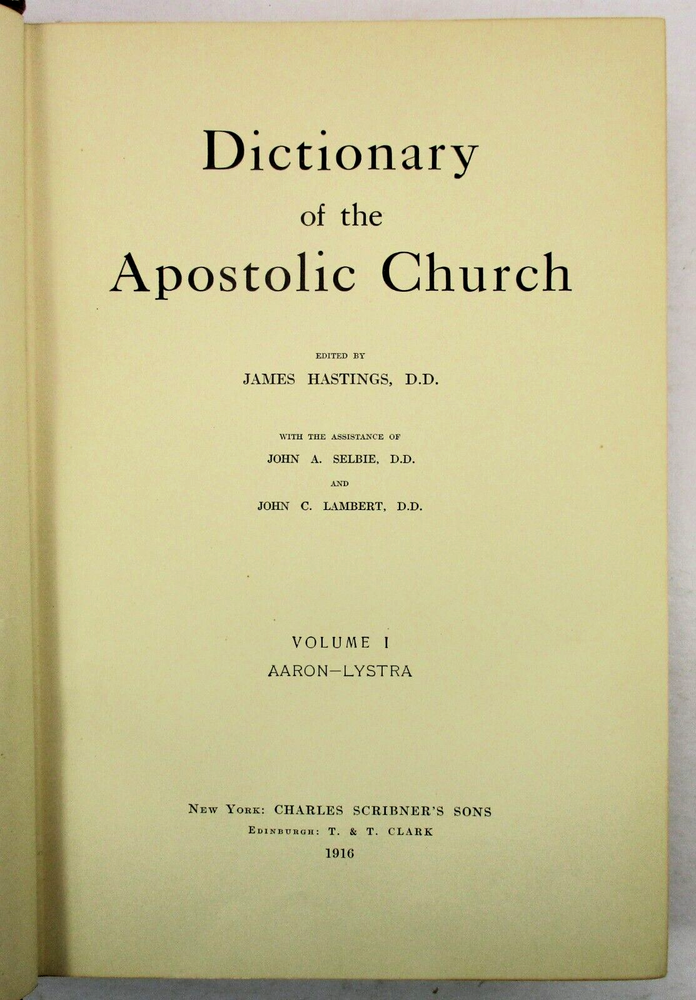 Dictionary
of the
Apostolic Church
EDITED BY
JAMES HASTINGS, D.D.
WITH THE ASSISTANCE OF
JOHN A. SELBIE, D.D.
AND
JOHN C. LAMBERT, D.D.
VOLUME I
AARON—LYSTRA
NEW YORK: CHARLES SCRIBNER'S SONS
EDINBURGH: T. & T. CLARK
1916